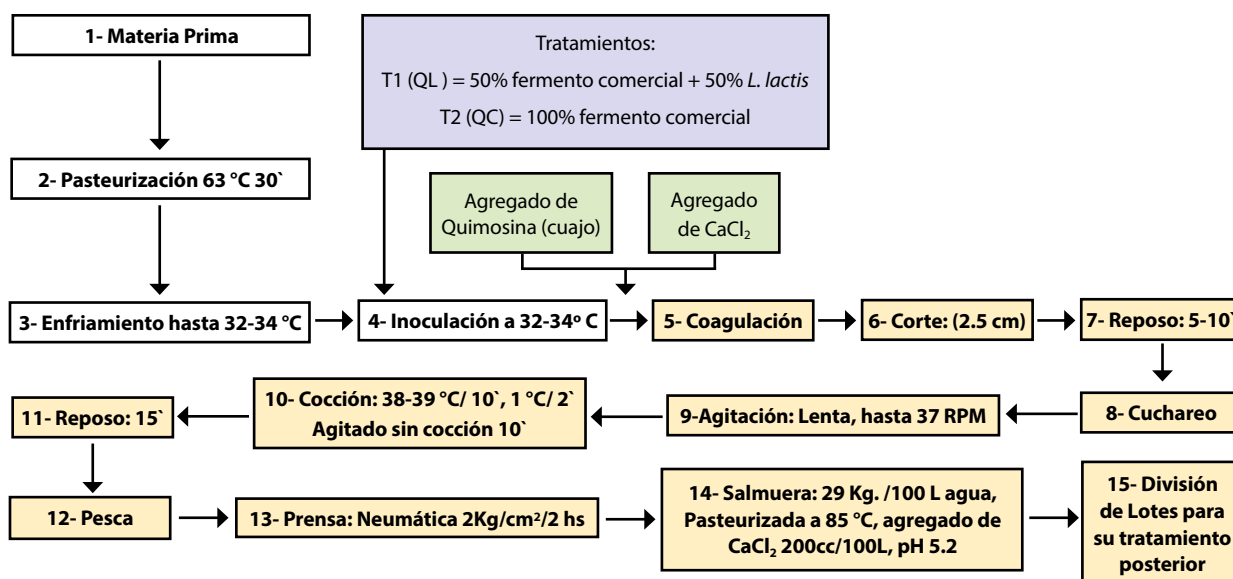 1- Materia Prima
Tratamientos:
T1 (QL ) = 50% fermento comercial + 50% L. lactis
T2 (QC) = 100% fermento comercial
2- Pasteurización 63 °C 30`
Agregado de
Quimosina (cuajo)
Agregado
de CaCl₂
3- Enfriamiento hasta 32-34 °C
4- Inoculación a 32-34º C
5- Coagulación
6- Corte: (2.5 cm)
7- Reposo: 5-10`
8- Cuchareo
9-Agitación: Lenta, hasta 37 RPM
10- Cocción: 38-39 °C/ 10`, 1 °C/ 2`
Agitado sin cocción 10`
11- Reposo: 15`
12- Pesca
13- Prensa: Neumática 2Kg/cm²/2 hs
14- Salmuera: 29 Kg. /100 L agua,
Pasteurizada a 85 °C, agregado de
CaCl₂ 200cc/100L, pH 5.2
15- División
de Lotes para
su tratamiento
posterior